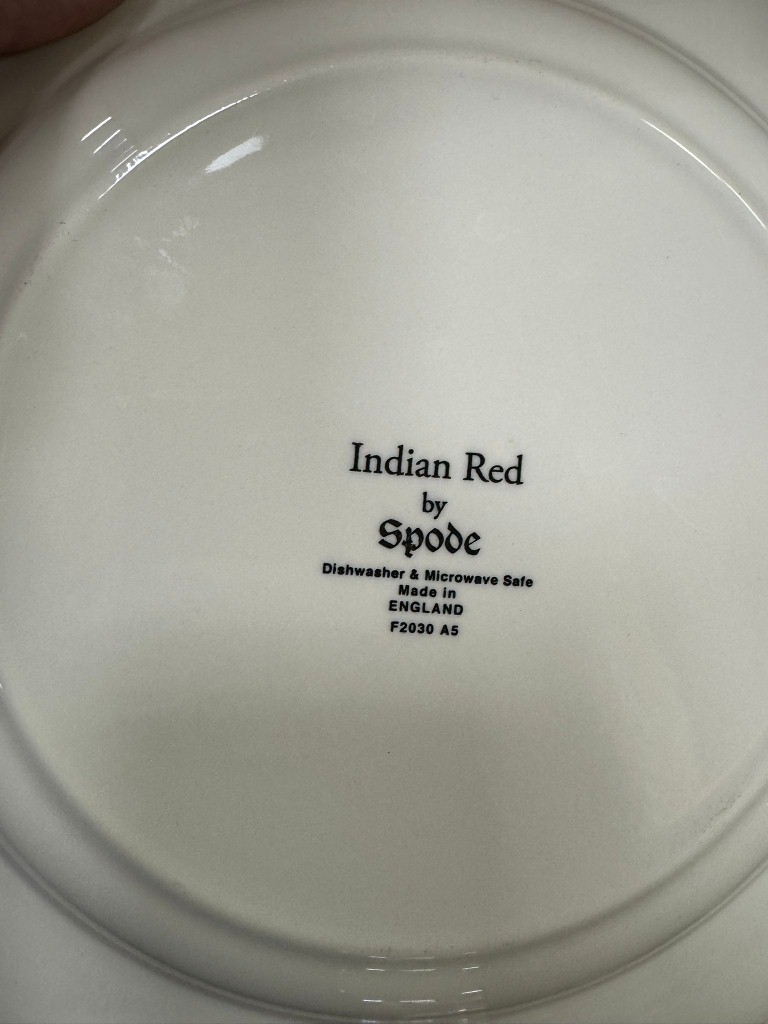 Indian Red
by
Spode
Dishwasher & Microwave Safe
Made in
ENGLAND
F2030 A5